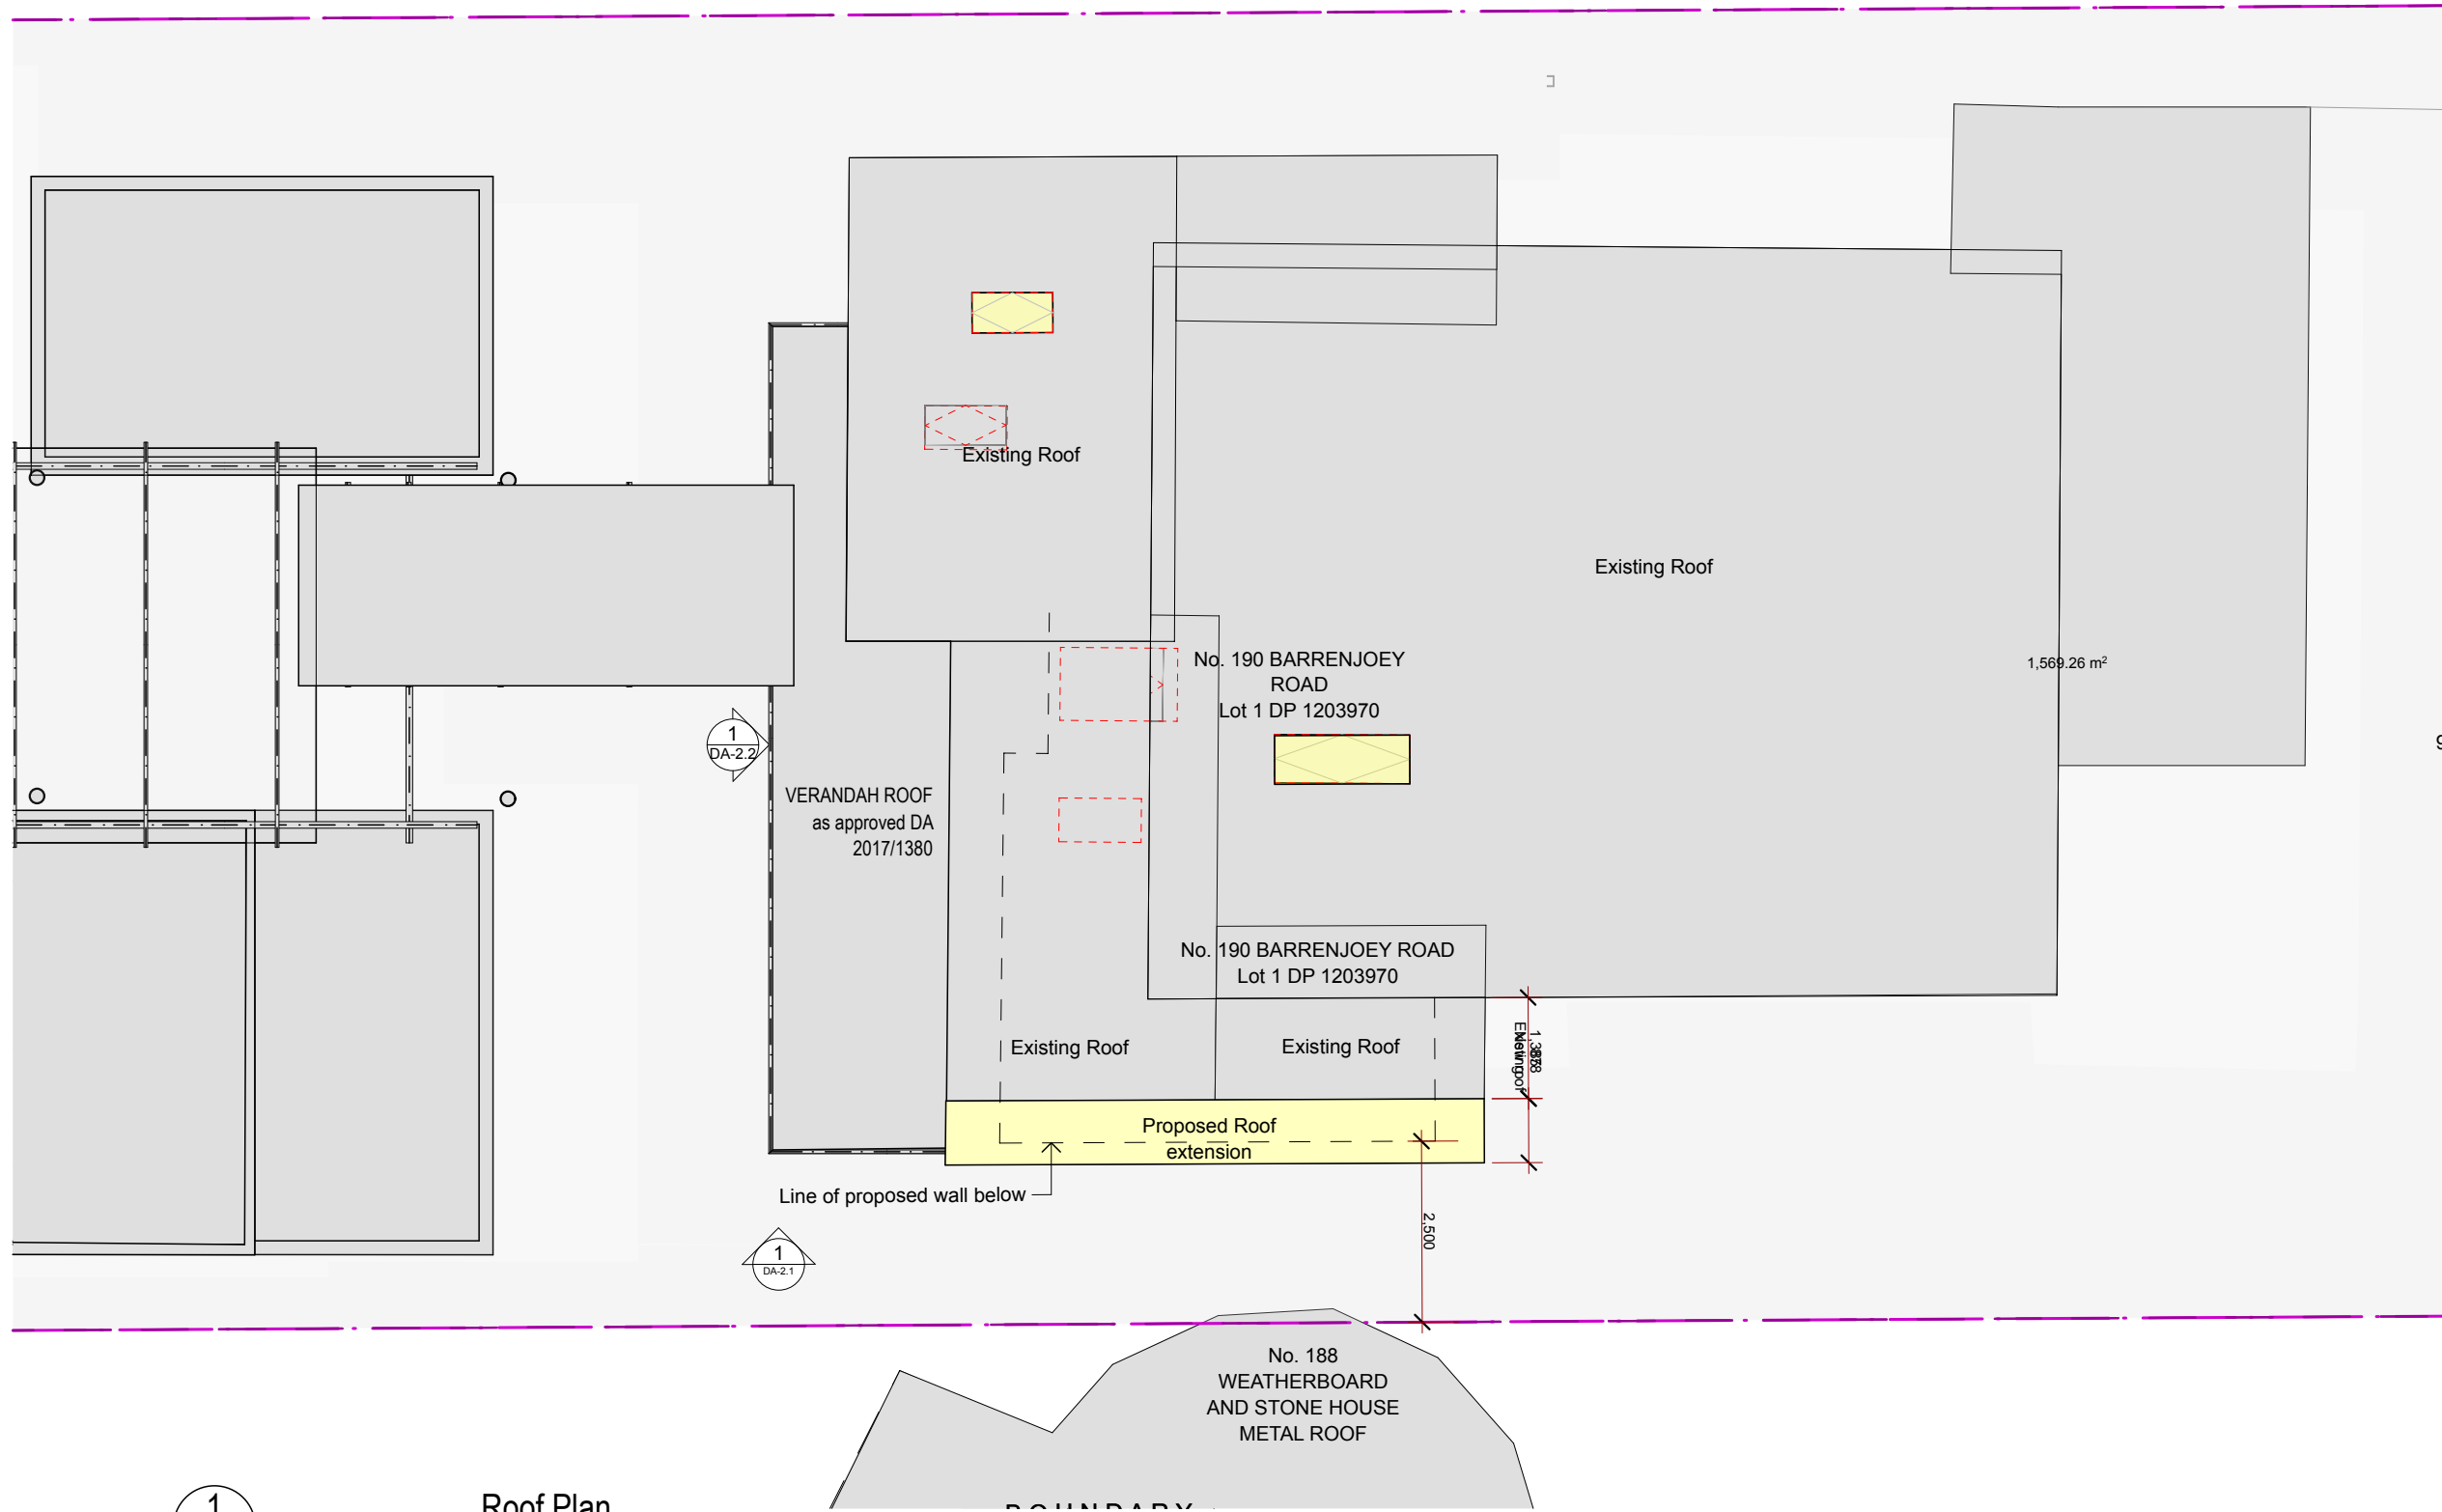 Existing Roof
Existing Roof
No. 190 BARRENJOEY
ROAD
Lot 1 DP 1203970
1,569.26 m²
1
DA-2.2
VERANDAH ROOF
as approved DA
2017/1380
No. 190 BARRENJOEY ROAD
Lot 1 DP 1203970
Existing Roof
Existing Roof
Proposed Roof
extension
Line of proposed wall below
2,500
1
DA-2.1
No. 188
WEATHERBOARD
AND STONE HOUSE
METAL ROOF
1
Roof Plan
BOUNDARY